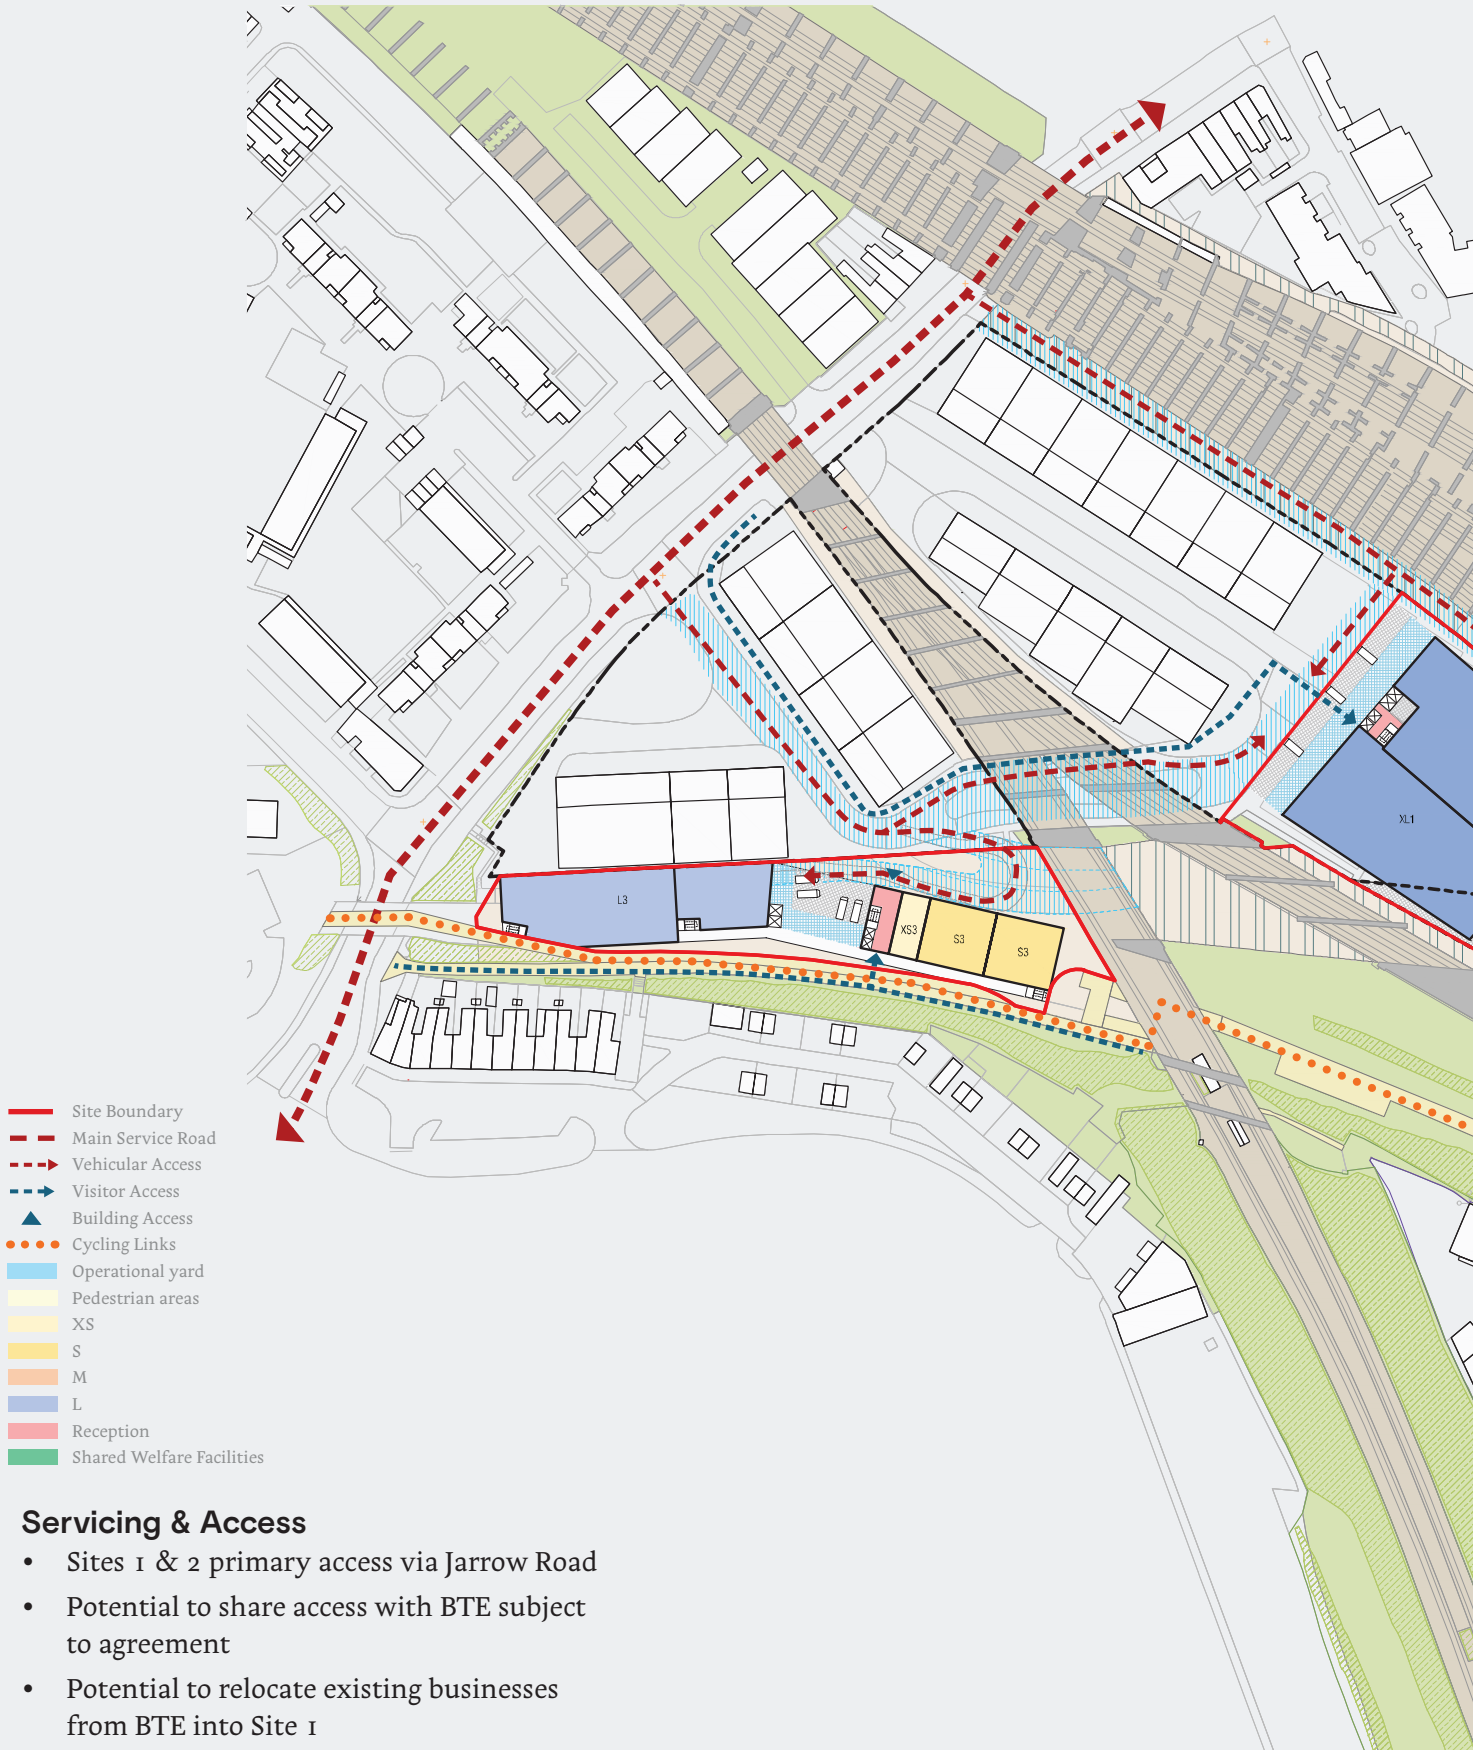 XL1
L3
XS3
S3
S3
Site Boundary
Main Service Road
Vehicular Access
Visitor Access
Building Access
Cycling Links
Operational yard
Pedestrian areas
XS
S
M
L
Reception
Shared Welfare Facilities
Servicing & Access
• Sites 1 & 2 primary access via Jarrow Road
• Potential to share access with BTE subject
to agreement
• Potential to relocate existing businesses
from BTE into Site 1